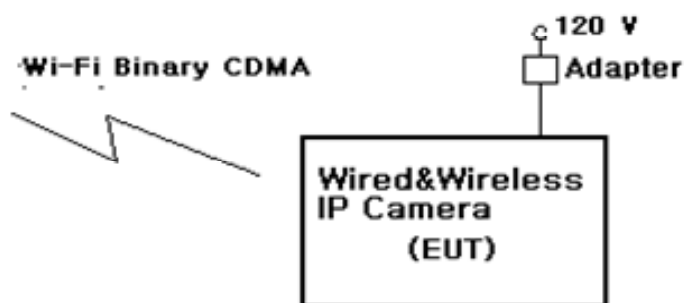 120 V
Wi-Fi Binary CDMA
Adapter
Wired&Wireless
IP Camera
(EUT)